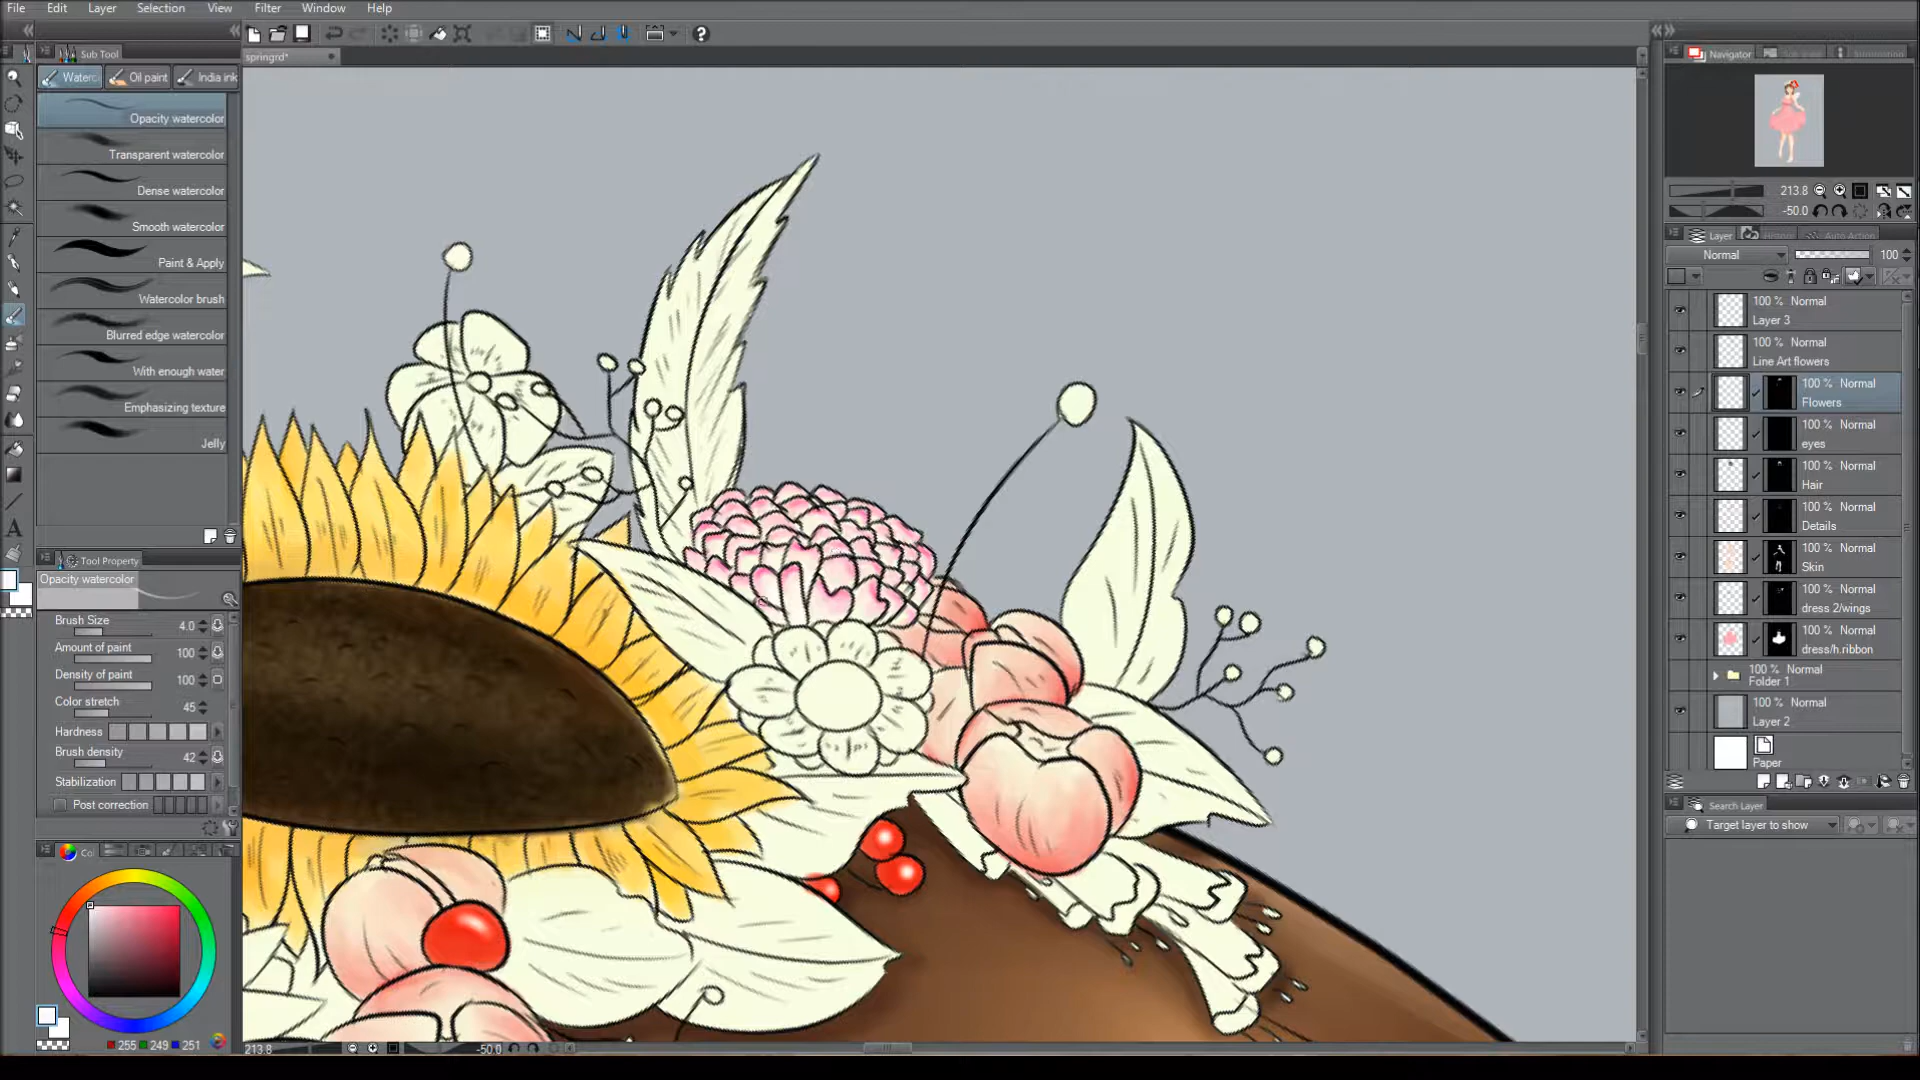 File Edit Layer Selection View Filter Window Help
springrd*
Sub Tool
Waterc Oil paint India ink
Opacity watercolor
Transparent watercolor
Dense watercolor
Smooth watercolor
Paint & Apply
Watercolor brush
Blurred edge watercolor
With enough water
Emphasizing texture
Jelly
Tool Property
Opacity watercolor
Brush Size 4.0
Amount of paint 100
Density of paint 100
Color stretch 45
Hardness
Brush density 42
Stabilization
Post correction
Co
255 249 251
213.8 -50.0
Navigator
213.8
-50.0
Layer History Auto Action
Normal 100
100 % Normal
Layer 3
100 % Normal
Line Art flowers
100 % Normal
Flowers
100 % Normal
eyes
100 % Normal
Hair
100 % Normal
Details
100 % Normal
Skin
100 % Normal
dress 2/wings
100 % Normal
dress/h.ribbon
100 % Normal
Folder 1
100 % Normal
Layer 2
Paper
Search Layer
Target layer to show